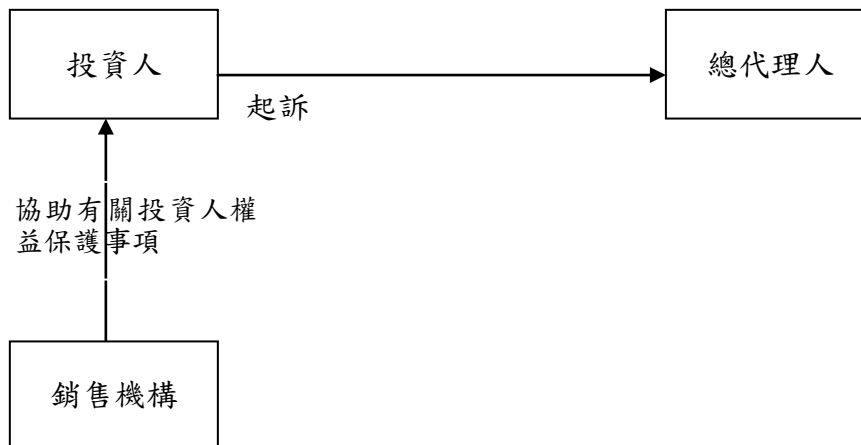 投資人
總代理人
起訴
協助有關投資人權
益保護事項
銷售機構